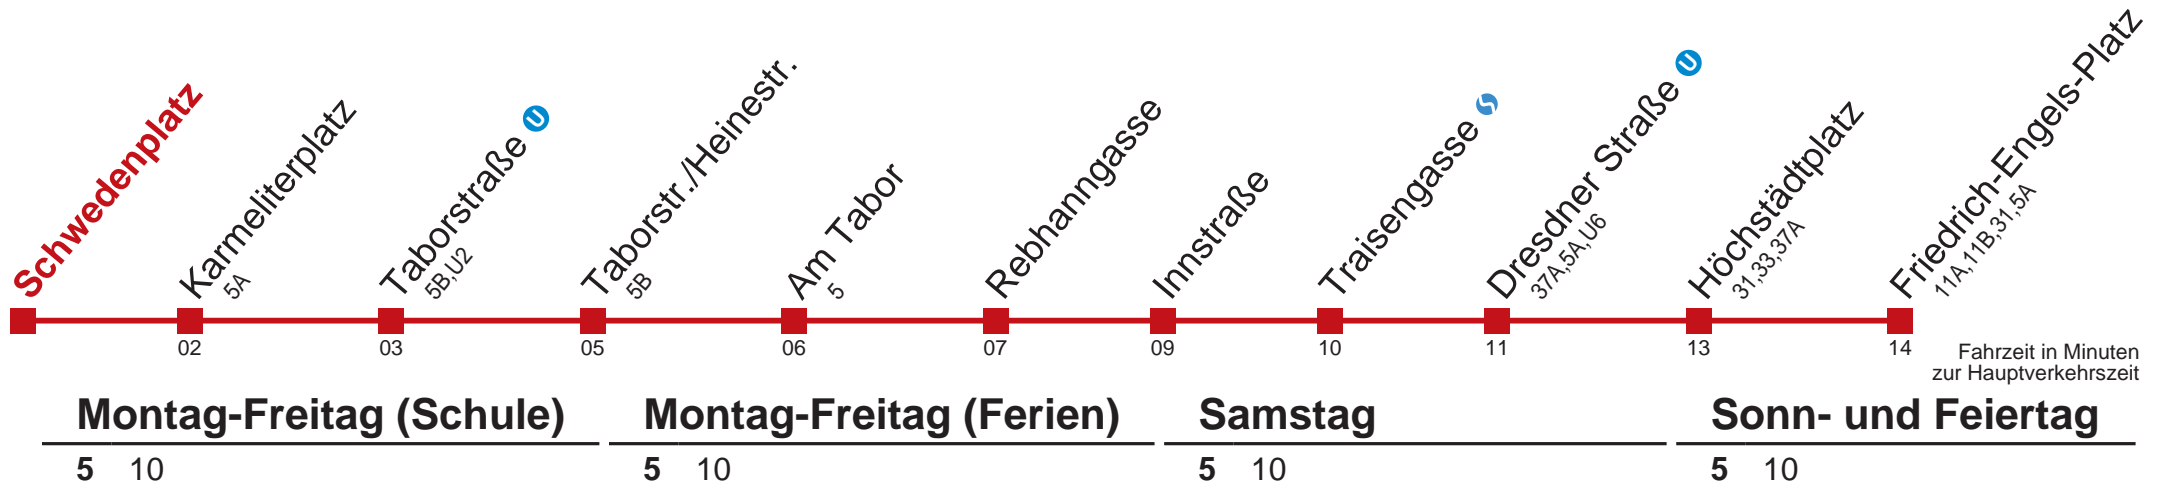 Schwedenplatz
Karmeliterplatz
5A
Taborstraße U
5B,U2
Taborstr./Heinestr.
5B
Am Tabor
5
Rebhanngasse
Innstraße
Traisengasse S
Dresdner Straße U
37A,5A,U6
Höchstädtplatz
31,33,37A
Friedrich-Engels-Platz
11A,11B,31,5A
02 03 05 06 07 09 10 11 13 14
Fahrzeit in Minuten
zur Hauptverkehrszeit
Montag-Freitag (Schule) Montag-Freitag (Ferien) Samstag Sonn- und Feiertag
5 10 5 10 5 10 5 10